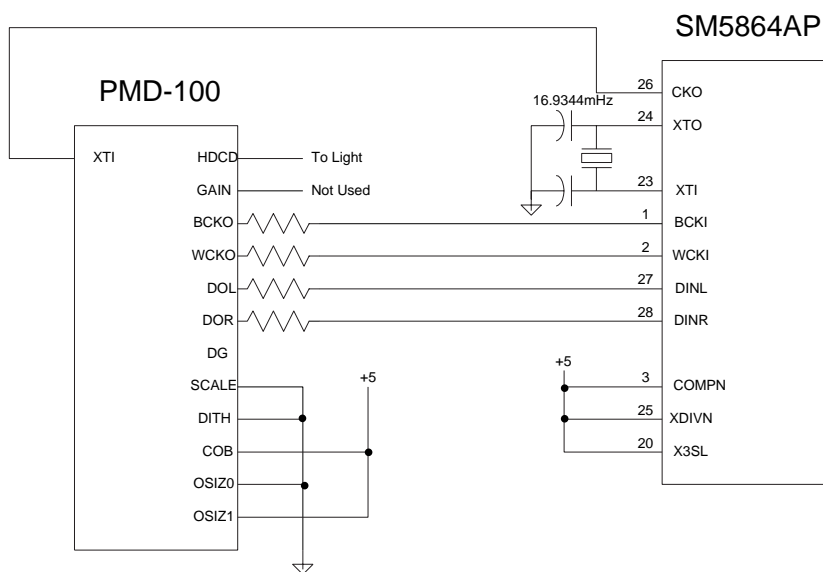 SM5864AP
PMD-100
XTI
HDCD
To Light
GAIN
Not Used
BCKO
WCKO
DOL
DOR
DG
SCALE
DITH
COB
OSIZ0
OSIZ1
+5
16.9344mHz
26 CKO
24 XTO
23 XTI
1 BCKI
2 WCKI
27 DINL
28 DINR
+5
3 COMPN
25 XDIVN
20 X3SL